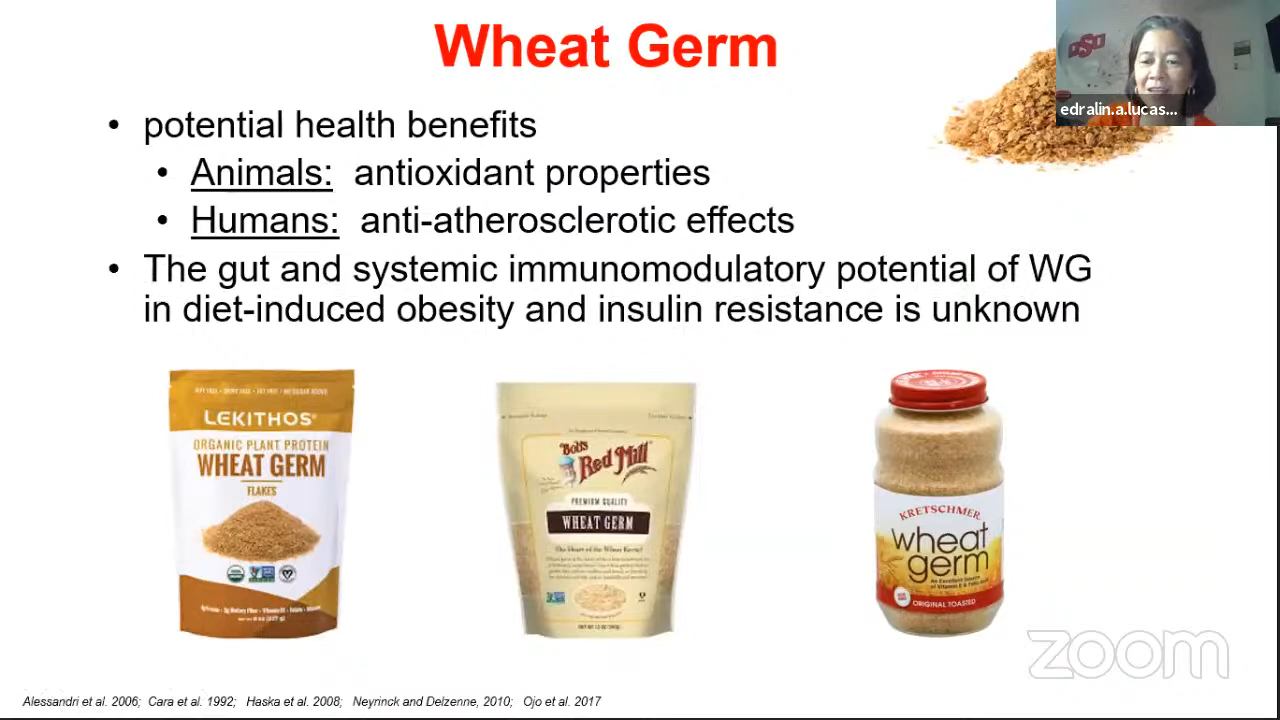 Wheat Germ
OSU
edralin.a.lucas...
• potential health benefits
• Animals: antioxidant properties
• Humans: anti-atherosclerotic effects
• The gut and systemic immunomodulatory potential of WG
in diet-induced obesity and insulin resistance is unknown
LEKITHOS®
ORGANIC PLANT PROTEIN
WHEAT GERM
FLAKES
Bob's
Red Mill
PREMIUM QUALITY
WHEAT GERM
The Heart of the Wheat Kernel
KRETSCHMER
wheat
germ
An Excellent Source
of Vitamin E & Folic Acid
ORIGINAL TOASTED
zoom
Alessandri et al. 2006; Cara et al. 1992; Haska et al. 2008; Neyrinck and Delzenne, 2010; Ojo et al. 2017